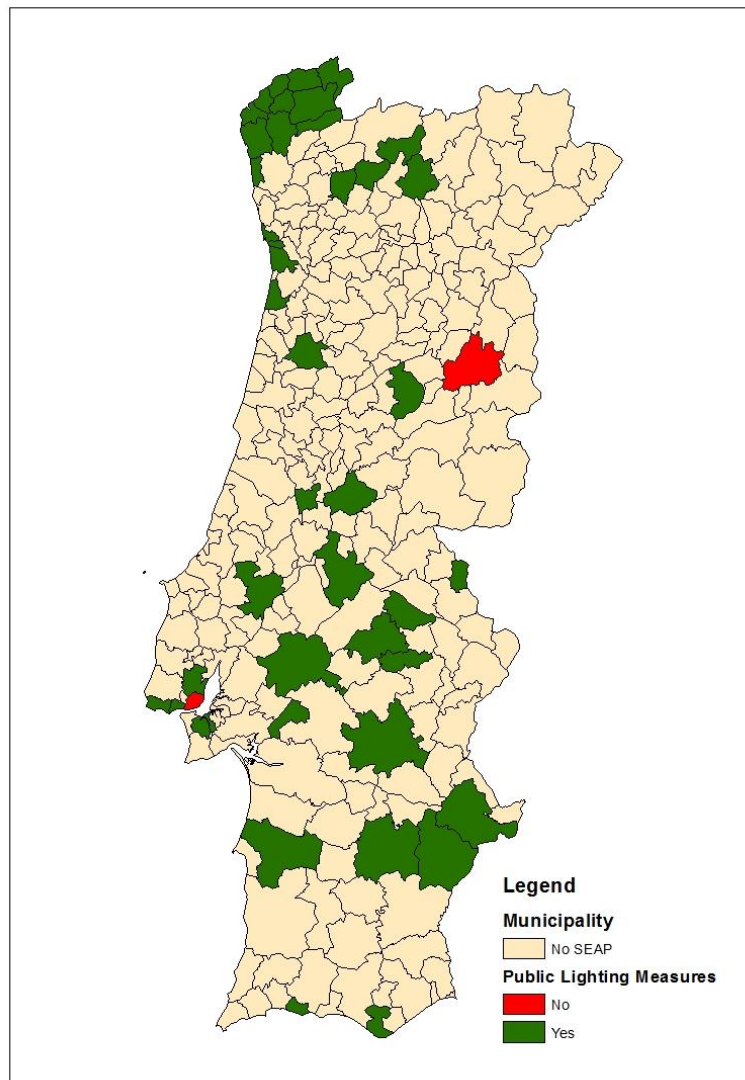 Legend
Municipality
No SEAP
Public Lighting Measures
No
Yes